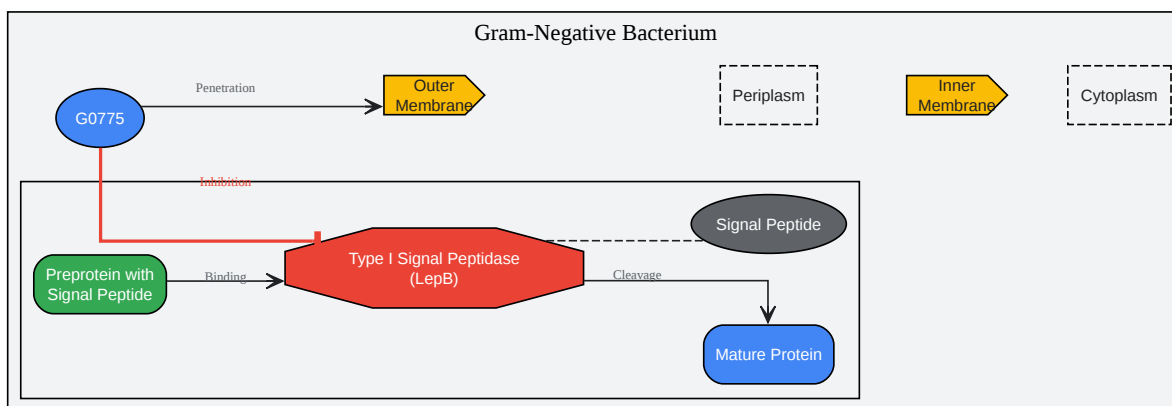 Gram-Negative Bacterium
G0775
Penetration
Outer
Membrane
Periplasm
Inner
Membrane
Cytoplasm
Inhibition
Signal Peptide
Preprotein with
Signal Peptide
Binding
Type I Signal Peptidase
(LepB)
Cleavage
Mature Protein